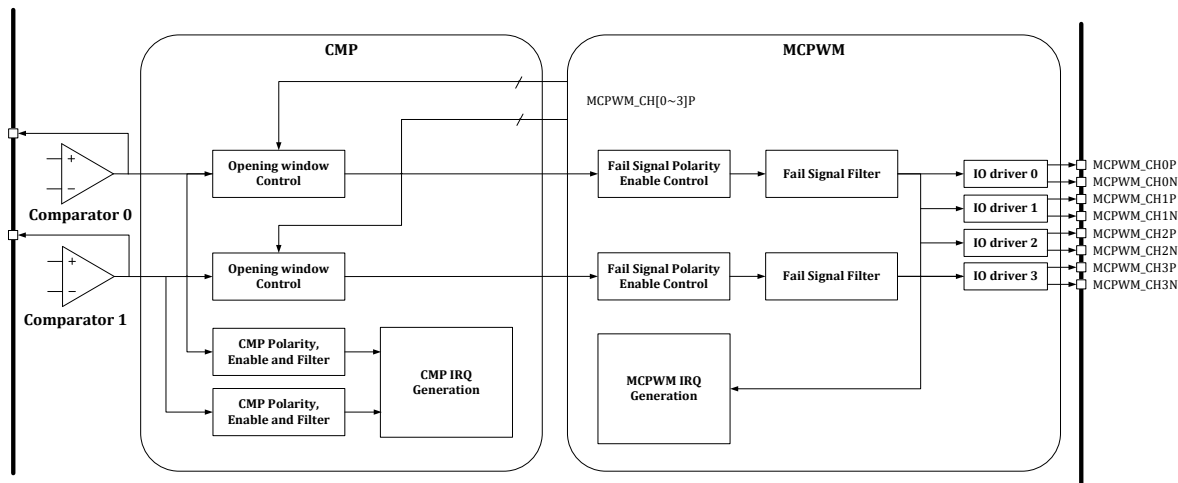 CMP
MCPWM
MCPWM_CH[0~3]P
+
−
Comparator 0
Opening window
Control
Fail Signal Polarity
Enable Control
Fail Signal Filter
IO driver 0
IO driver 1
IO driver 2
IO driver 3
MCPWM_CH0P
MCPWM_CH0N
MCPWM_CH1P
MCPWM_CH1N
MCPWM_CH2P
MCPWM_CH2N
MCPWM_CH3P
MCPWM_CH3N
+
−
Comparator 1
Opening window
Control
Fail Signal Polarity
Enable Control
Fail Signal Filter
CMP Polarity,
Enable and Filter
CMP Polarity,
Enable and Filter
CMP IRQ
Generation
MCPWM IRQ
Generation